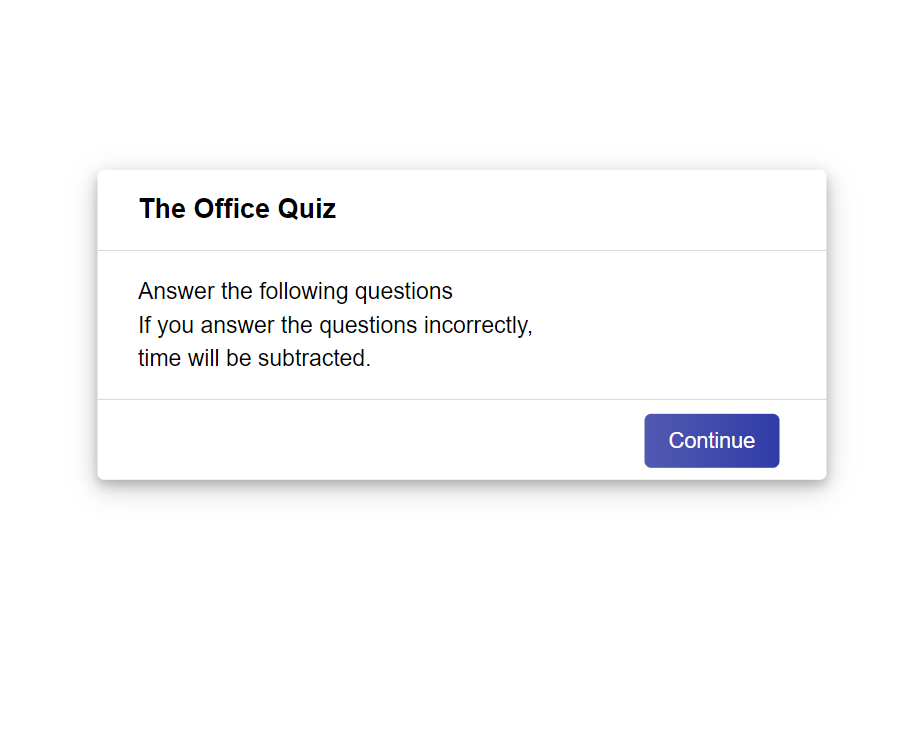 The Office Quiz
Answer the following questions
If you answer the questions incorrectly,
time will be subtracted.
Continue